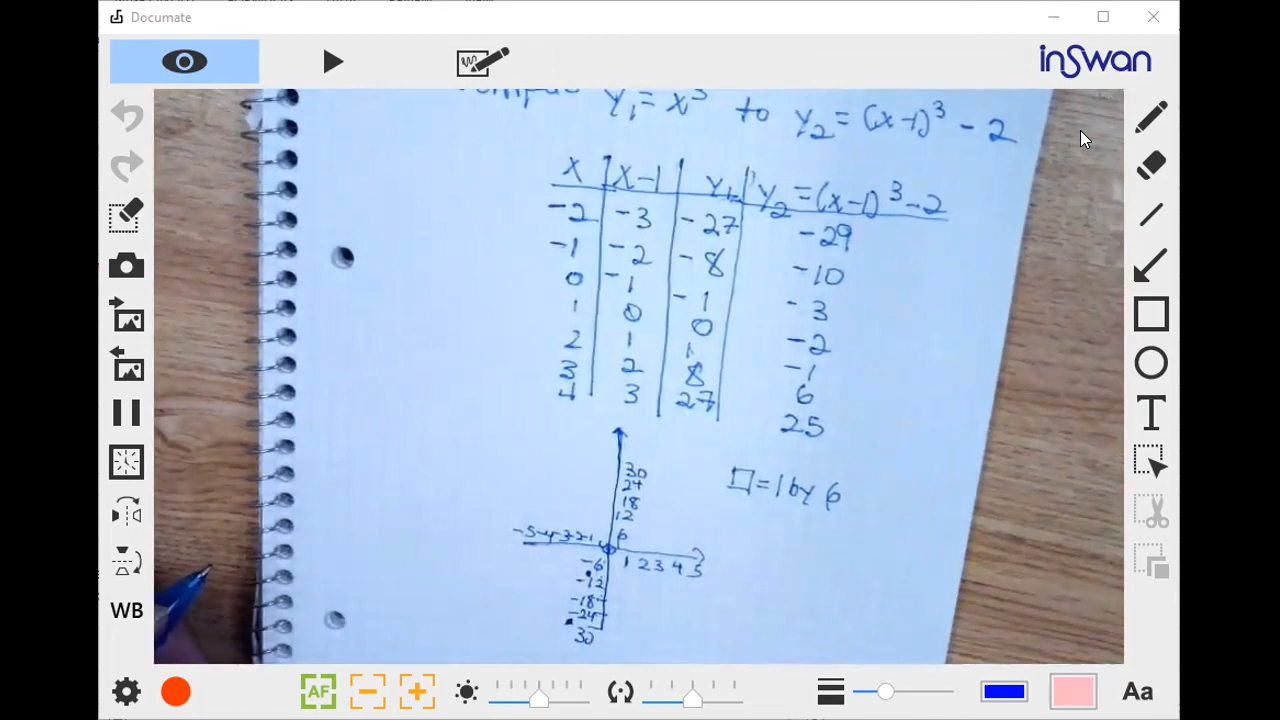 Documate
inSwan
Y₁ = x³ to Y₂ = (x-1)³ - 2
X | X-1 | Y₁ | Y₂ = (x-1)³-2
-2 | -3 | -27 | -29
-1 | -2 | -8 | -10
0 | -1 | -1 | -3
1 | 0 | 0 | -2
2 | 1 | 1 | -1
3 | 2 | 8 | 6
4 | 3 | 27 | 25
30
24
18
12
6
□ = 1 by 6
-5 -4 -3 -2 -1
1 2 3 4 5
-6
-12
-18
-24
30
WB
AF
T
Aa